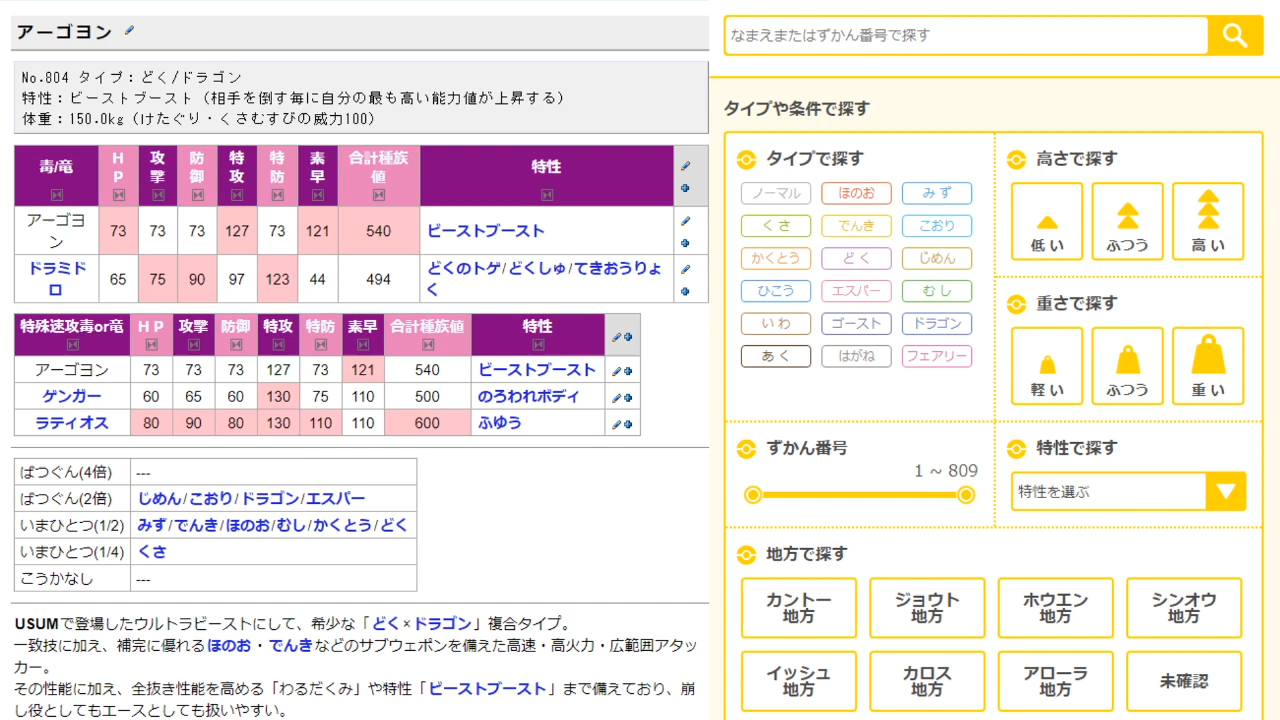 アーゴヨン
No.804 タイプ：どく/ドラゴン
特性：ビーストブースト（相手を倒す毎に自分の最も高い能力値が上昇する）
体重：150.0kg（けたぐり・くさむすびの威力100）
毒/竜 HP 攻撃 防御 特攻 特防 素早 合計種族値 特性
アーゴヨン 73 73 73 127 73 121 540 ビーストブースト
ドラミドロ 65 75 90 97 123 44 494 どくのトゲ/どくしゅ/てきおうりょく
特殊速攻毒or竜 HP 攻撃 防御 特攻 特防 素早 合計種族値 特性
アーゴヨン 73 73 73 127 73 121 540 ビーストブースト
ゲンガー 60 65 60 130 75 110 500 のろわれボディ
ラティオス 80 90 80 130 110 110 600 ふゆう
ばつぐん(4倍) ---
ばつぐん(2倍) じめん/こおり/ドラゴン/エスパー
いまひとつ(1/2) みず/でんき/ほのお/むし/かくとう/どく
いまひとつ(1/4) くさ
こうかなし ---
USUMで登場したウルトラビーストにして、希少な「どく×ドラゴン」複合タイプ。
一致技に加え、補完に優れるほのお・でんきなどのサブウェポンを備えた高速・高火力・広範囲アタッ
カー。
その性能に加え、全抜き性能を高める「わるだくみ」や特性「ビーストブースト」まで備えており、崩
し役としてもエースとしても扱いやすい。
なまえまたはずかん番号で探す
タイプや条件で探す
タイプで探す
ノーマル ほのお みず
くさ でんき こおり
かくとう どく じめん
ひこう エスパー むし
いわ ゴースト ドラゴン
あく はがね フェアリー
高さで探す
低い ふつう 高い
重さで探す
軽い ふつう 重い
ずかん番号
1 ~ 809
特性で探す
特性を選ぶ
地方で探す
カントー地方 ジョウト地方 ホウエン地方 シンオウ地方
イッシュ地方 カロス地方 アローラ地方 未確認